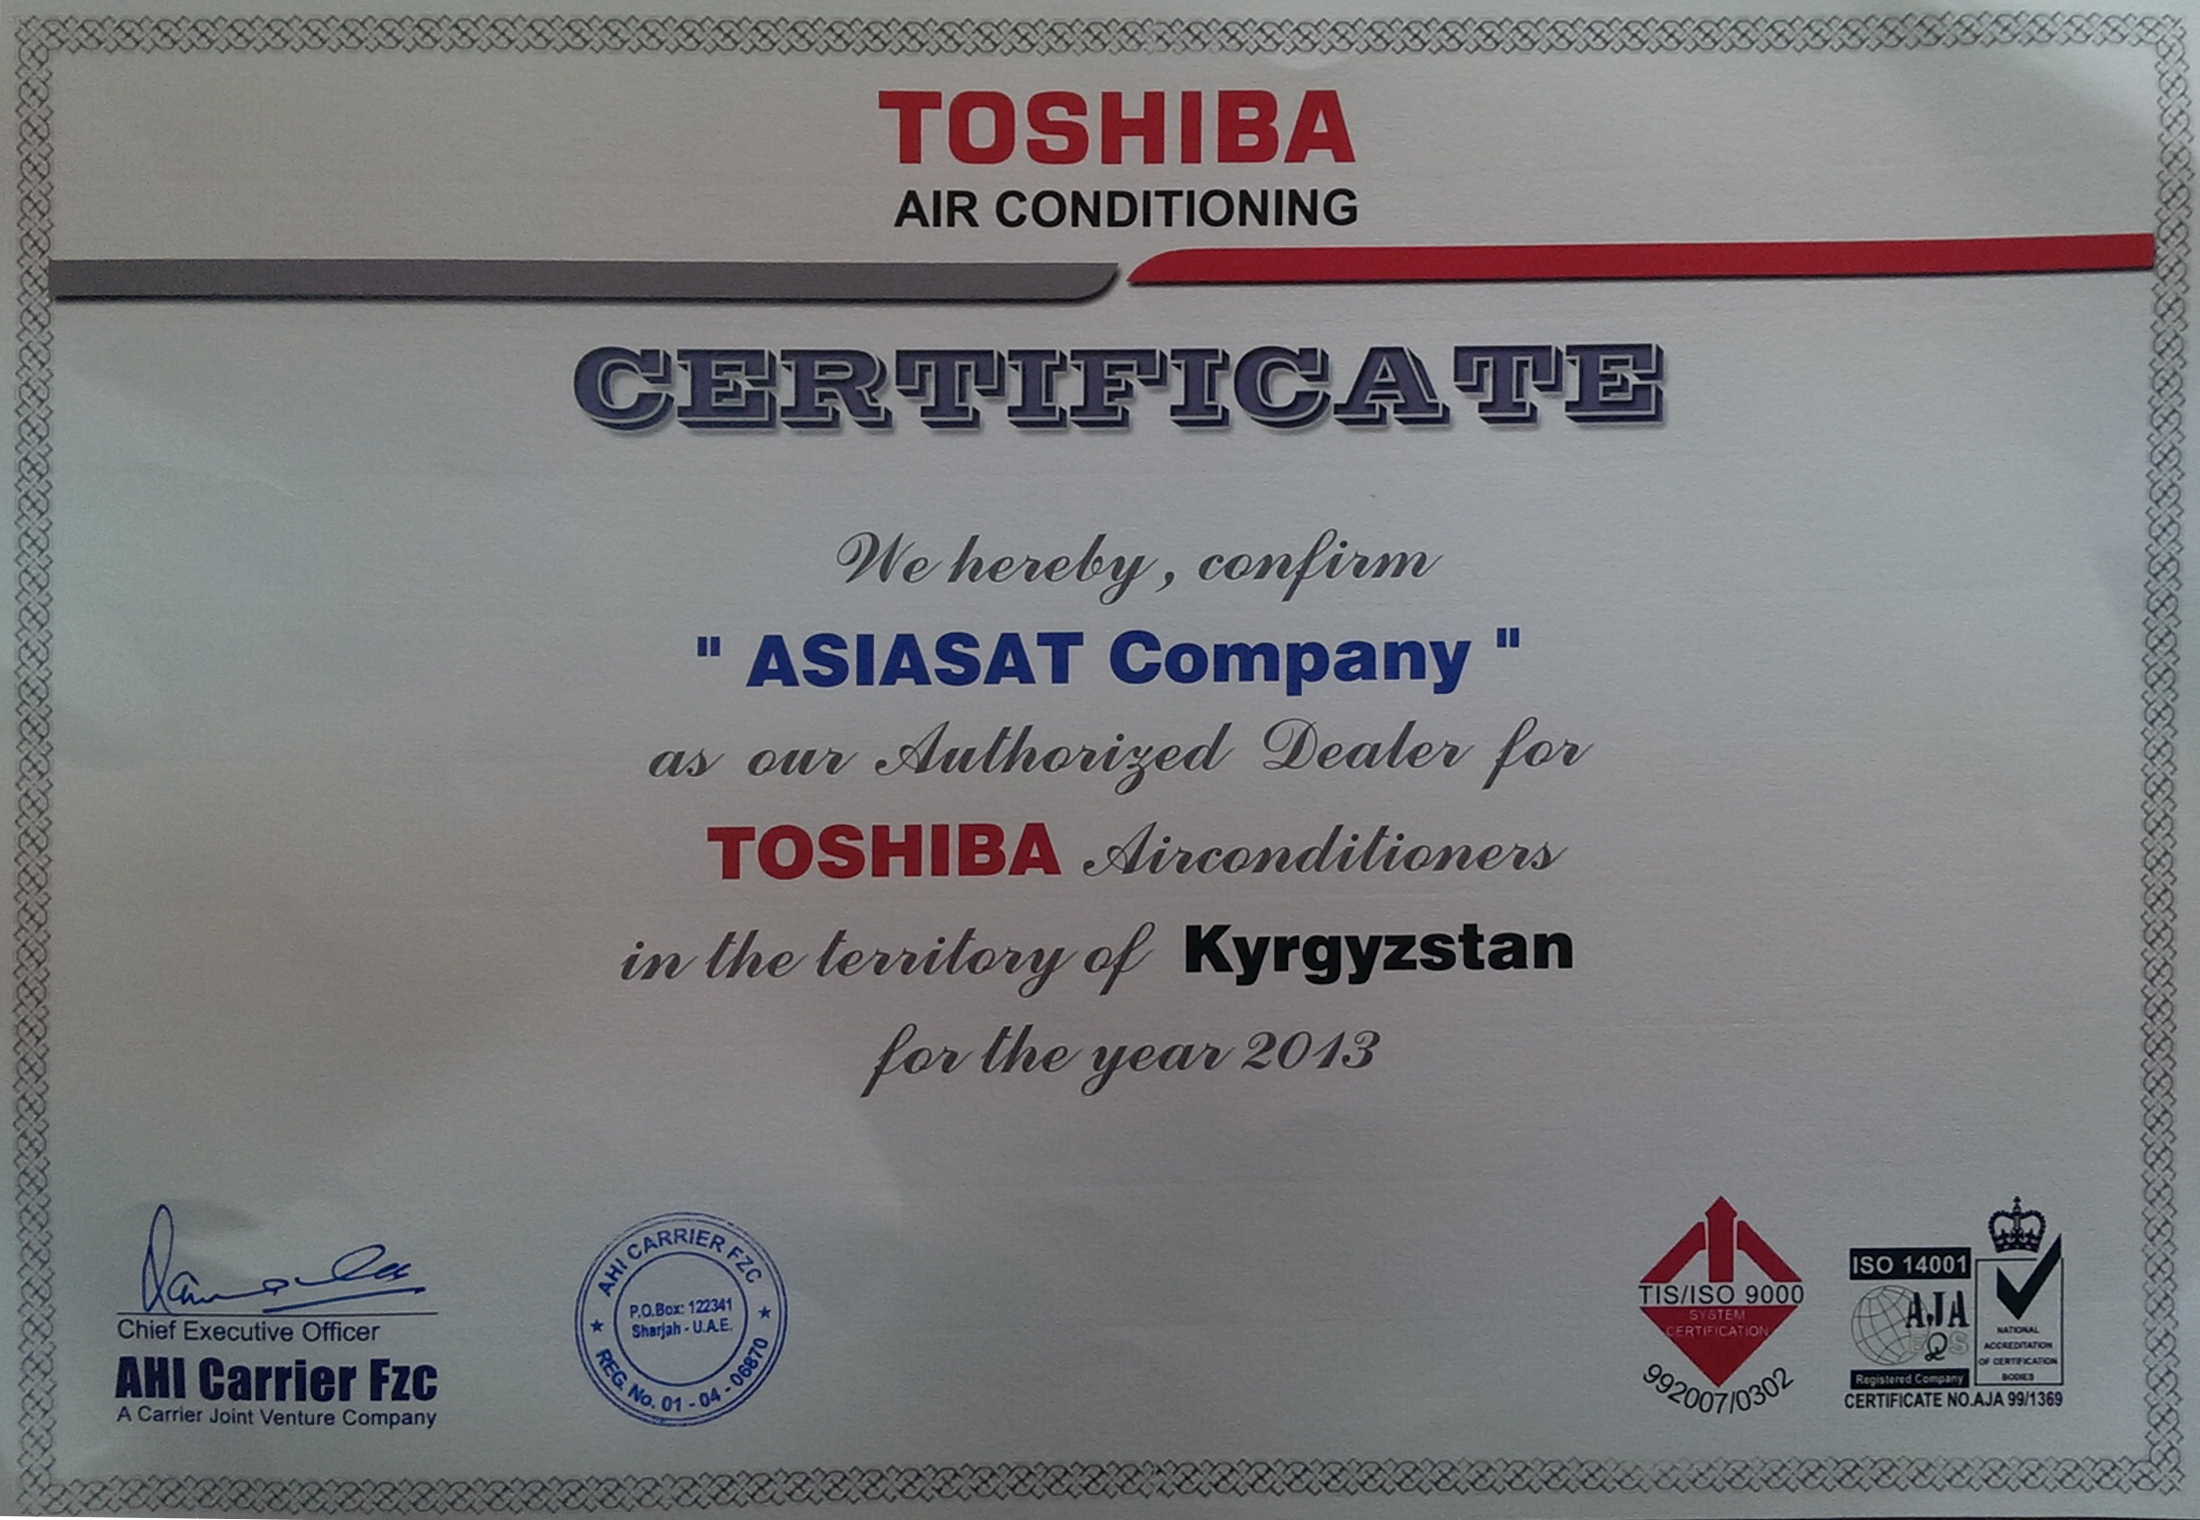 TOSHIBA
AIR CONDITIONING
CERTIFICATE
We hereby, confirm
" ASIASAT Company "
as our Authorized Dealer for
TOSHIBA Airconditioners
in the territory of Kyrgyzstan
for the year 2013
Chief Executive Officer
AHI Carrier Fzc
A Carrier Joint Venture Company
AHI CARRIER FZC
P.O.Box: 122341
Sharjah - U.A.E.
REG. No. 01 - 04 - 06870
TIS/ISO 9000
SYSTEM
CERTIFICATION
992007/0302
ISO 14001
AJA
EQS
Registered Company
NATIONAL
ACCREDITATION
OF CERTIFICATION
BODIES
CERTIFICATE NO.AJA 99/1369